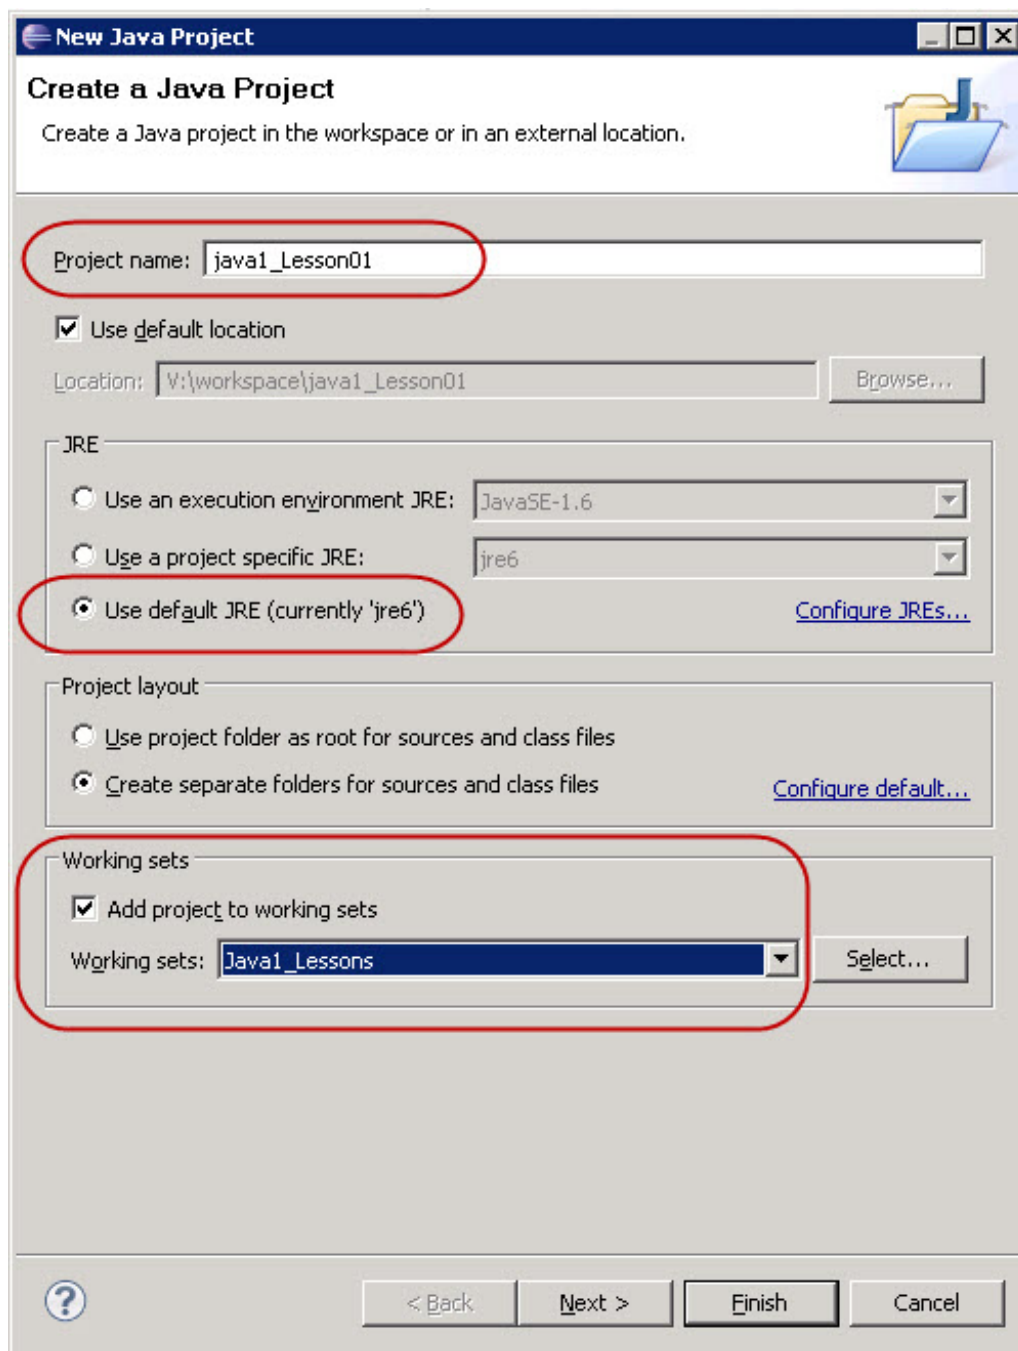 New Java Project
Create a Java Project
Create a Java project in the workspace or in an external location.
Project name: java1_Lesson01
Use default location
Location: V:\workspace\java1_Lesson01 Browse...
JRE
Use an execution environment JRE: JavaSE-1.6
Use a project specific JRE: jre6
Use default JRE (currently 'jre6') Configure JREs...
Project layout
Use project folder as root for sources and class files
Create separate folders for sources and class files Configure default...
Working sets
Add project to working sets
Working sets: Java1_Lessons Select...
? < Back Next > Finish Cancel